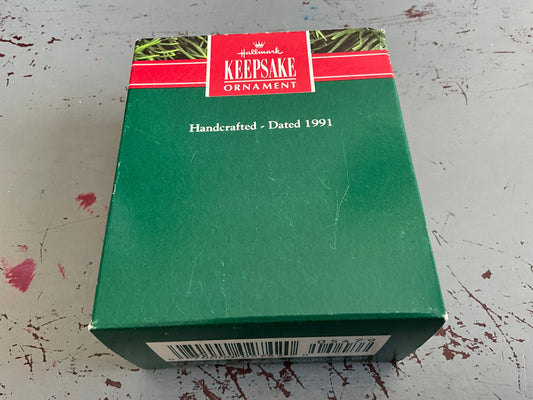 Hallmark
KEEPSAKE
ORNAMENT
Handcrafted - Dated 1991